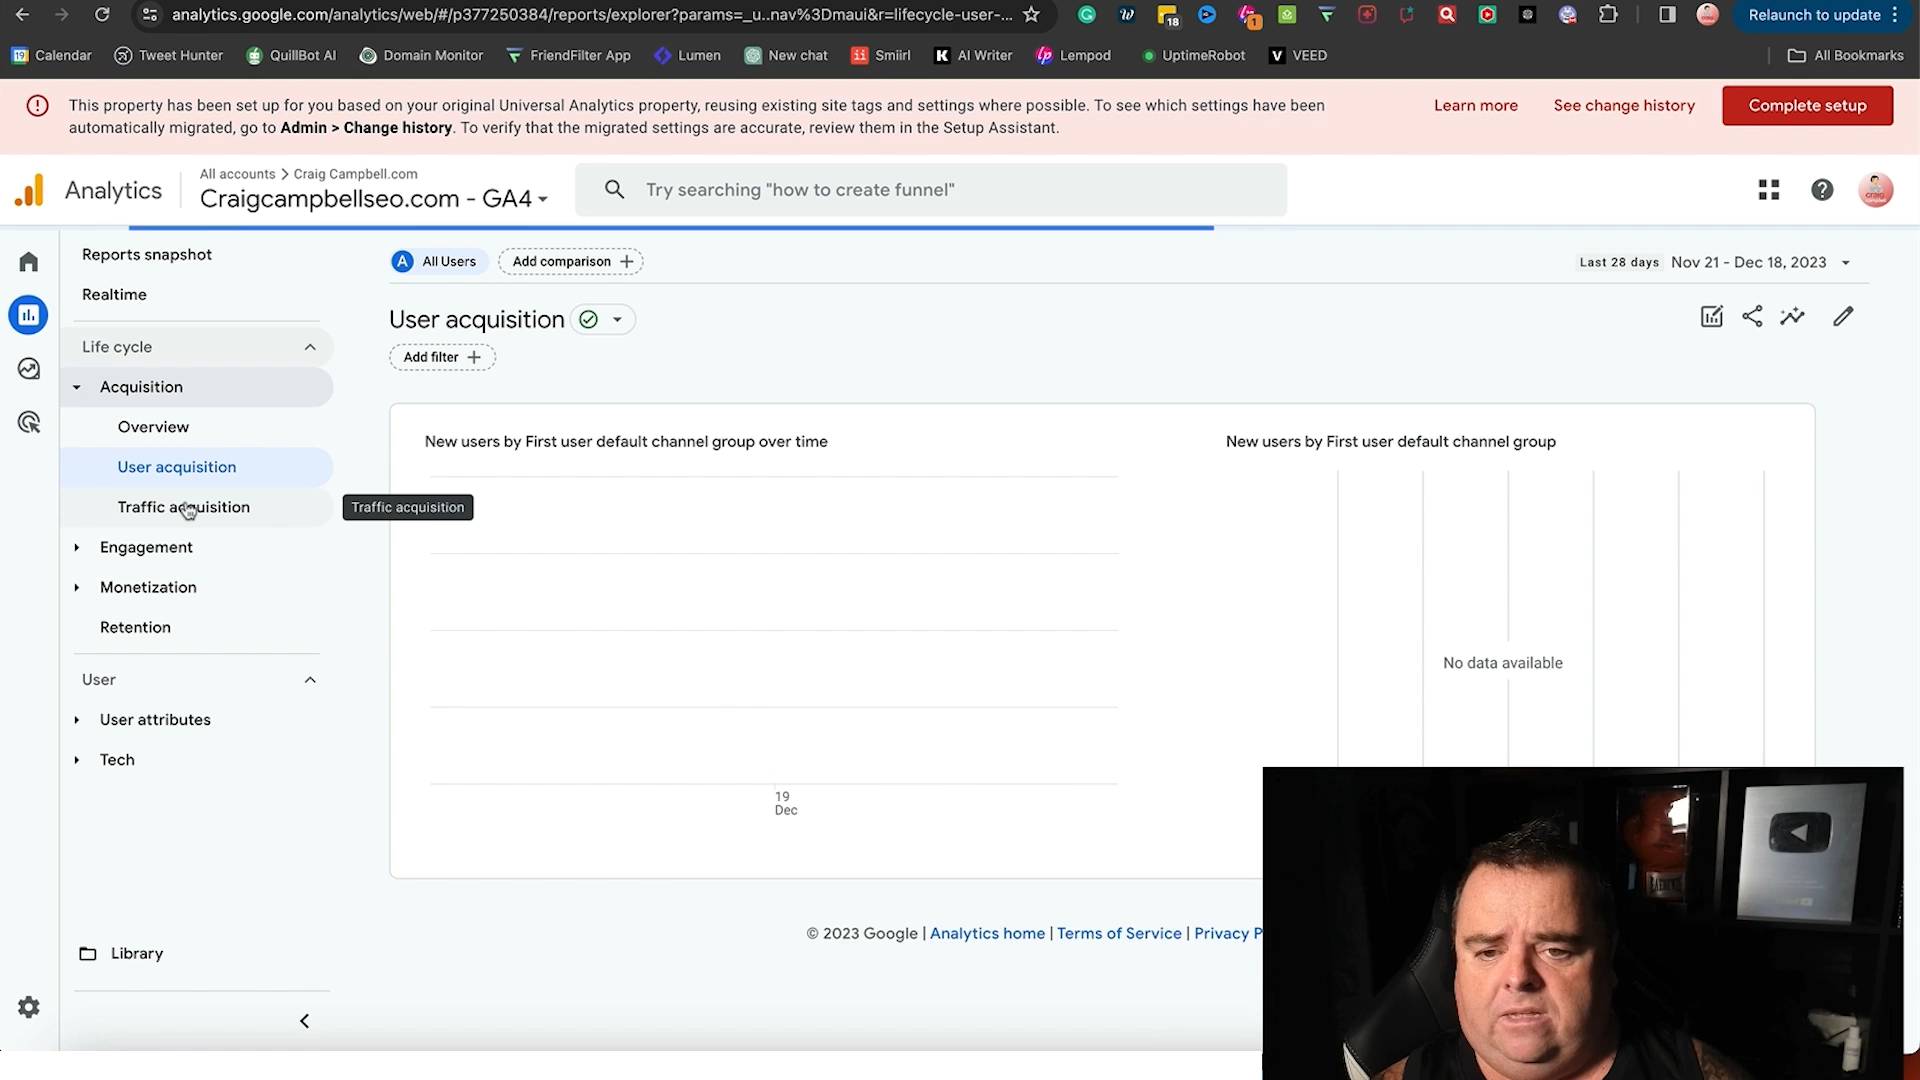 analytics.google.com/analytics/web/#/p377250384/reports/explorer?params=_u..nav%3Dmaui&r=lifecycle-user-...
18
1
Relaunch to update
19 Calendar
Tweet Hunter
QuillBot AI
Domain Monitor
FriendFilter App
Lumen
New chat
Smiirl
AI Writer
Lempod
UptimeRobot
VEED
All Bookmarks
This property has been set up for you based on your original Universal Analytics property, reusing existing site tags and settings where possible. To see which settings have been
automatically migrated, go to Admin > Change history. To verify that the migrated settings are accurate, review them in the Setup Assistant.
Learn more
See change history
Complete setup
Analytics
All accounts > Craig Campbell.com
Craigcampbellseo.com - GA4
Try searching "how to create funnel"
Reports snapshot
Realtime
Life cycle
Acquisition
Overview
User acquisition
Traffic acquisition
Traffic acquisition
Engagement
Monetization
Retention
User
User attributes
Tech
Library
A All Users
Add comparison +
Last 28 days Nov 21 - Dec 18, 2023
User acquisition
Add filter +
New users by First user default channel group over time
19
Dec
New users by First user default channel group
No data available
© 2023 Google | Analytics home | Terms of Service | Privacy P